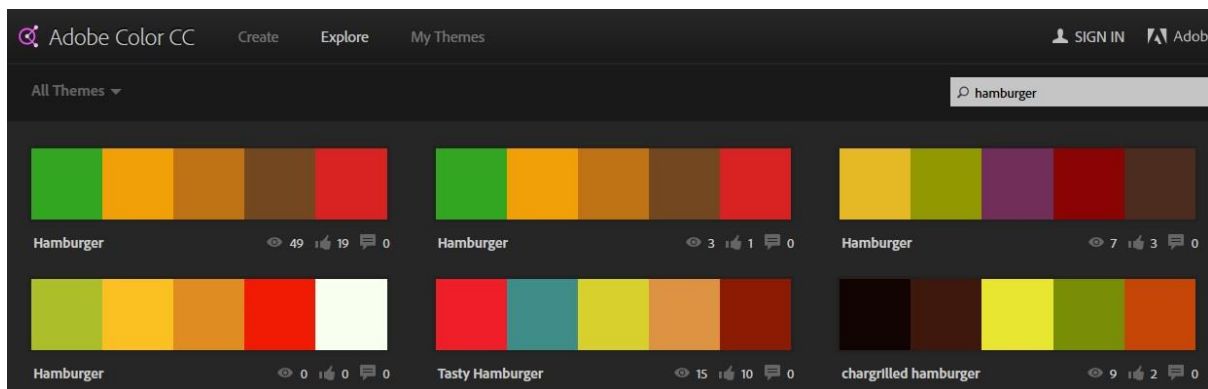 Adobe Color CC Create Explore My Themes SIGN IN Adob
All Themes hamburger
Hamburger 49 19 0 Hamburger 3 1 0 Hamburger 7 3 0
Hamburger 0 0 0 Tasty Hamburger 15 10 0 chargrilled hamburger 9 2 0